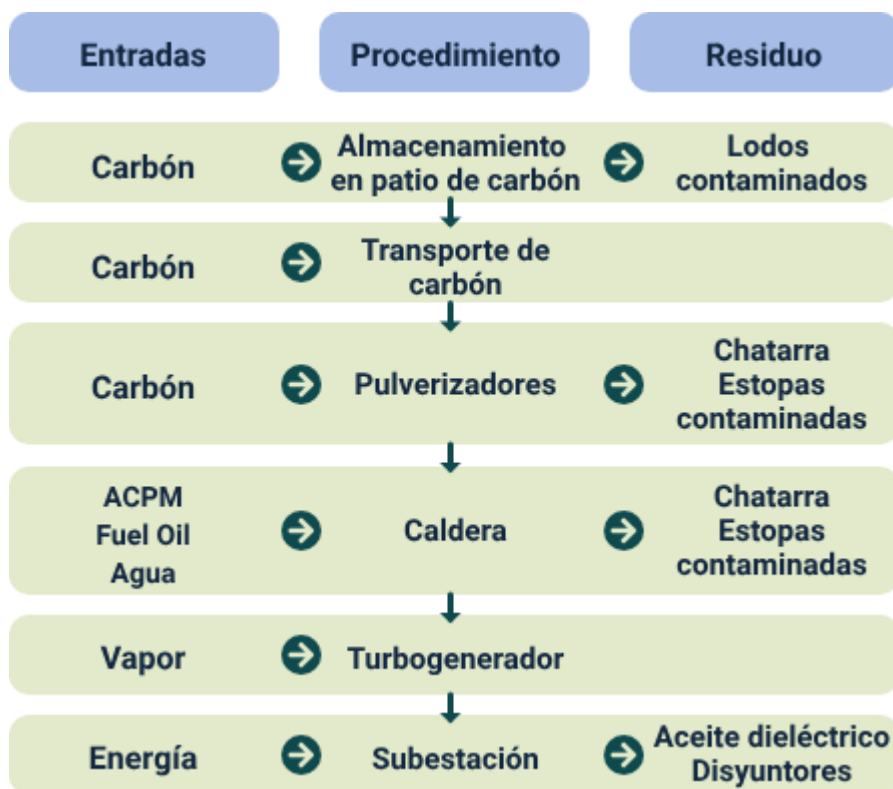 Entradas Procedimiento Residuo
Carbón
Almacenamiento
en patio de carbón
Lodos
contaminados
Carbón
Transporte de
carbón
Carbón
Pulverizadores
Chatarra
Estopas
contaminadas
ACPM
Fuel Oil
Agua
Caldera
Chatarra
Estopas
contaminadas
Vapor
Turbogenerador
Energía
Subestación
Aceite dieléctrico
Disyuntores